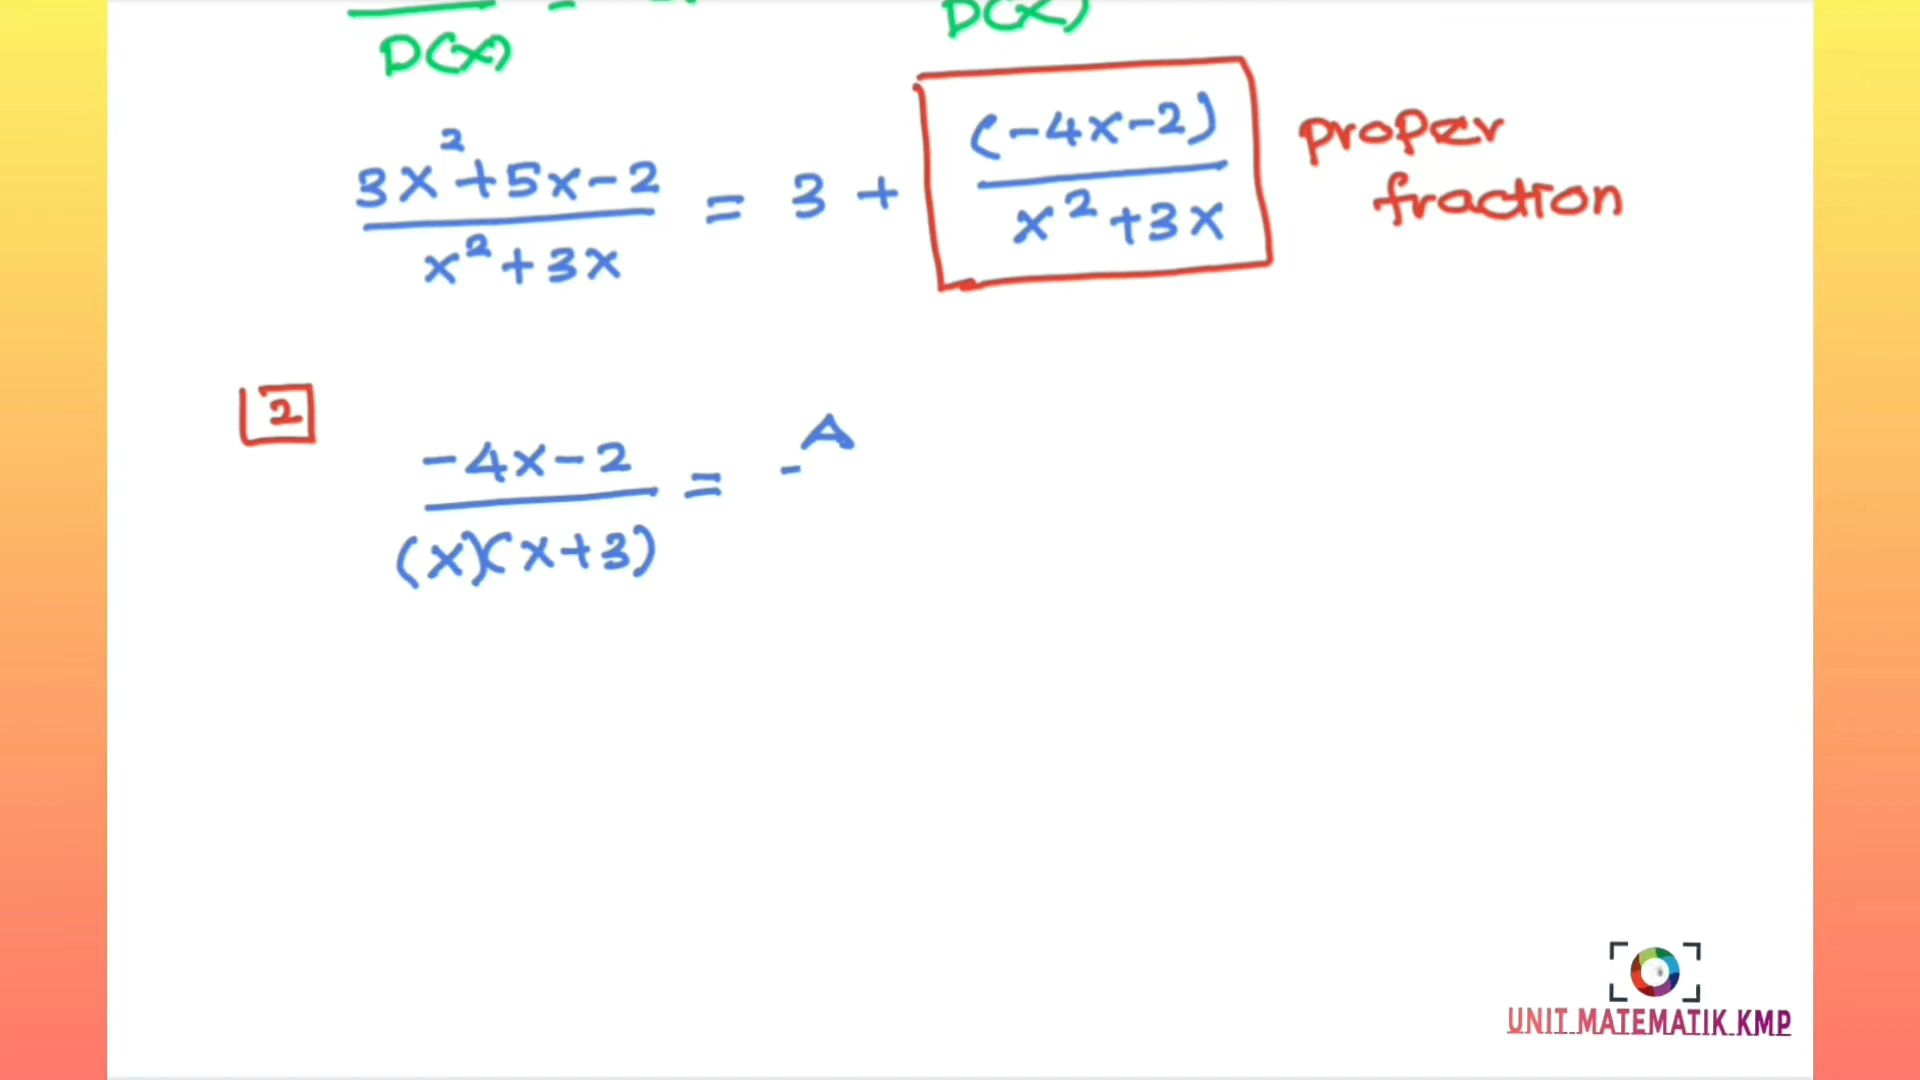 D(x) = D(x)
3x²+5x-2 / x²+3x = 3 + (-4x-2) / x²+3x proper fraction
2
-4x-2 / (x)(x+3) = A
UNIT.MATEMATIK.KMP